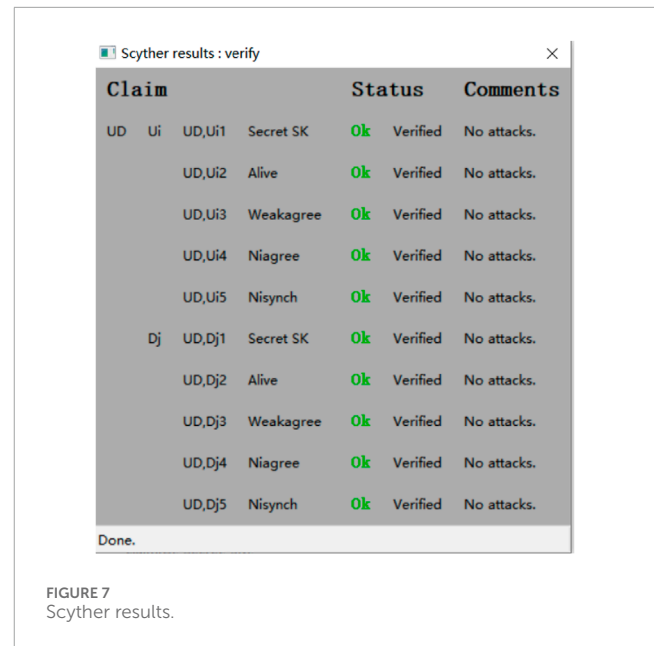 Scyther results : verify
Claim Status Comments
UD Ui UD,Ui1 Secret SK Ok Verified No attacks.
UD,Ui2 Alive Ok Verified No attacks.
UD,Ui3 Weakagree Ok Verified No attacks.
UD,Ui4 Niagree Ok Verified No attacks.
UD,Ui5 Nisynch Ok Verified No attacks.
Dj UD,Dj1 Secret SK Ok Verified No attacks.
UD,Dj2 Alive Ok Verified No attacks.
UD,Dj3 Weakagree Ok Verified No attacks.
UD,Dj4 Niagree Ok Verified No attacks.
UD,Dj5 Nisynch Ok Verified No attacks.
Done.
FIGURE 7
Scyther results.